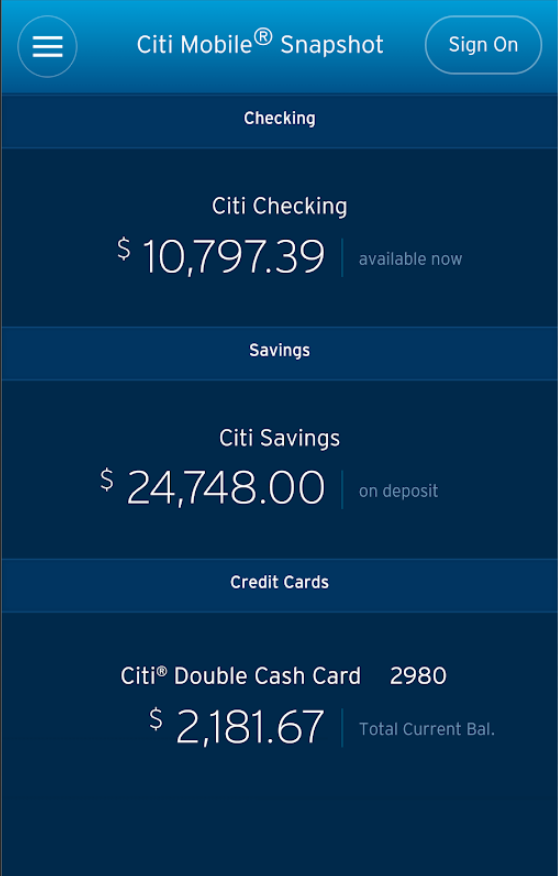 Citi Mobile® Snapshot
Sign On
Checking
Citi Checking
$ 10,797.39 available now
Savings
Citi Savings
$ 24,748.00 on deposit
Credit Cards
Citi® Double Cash Card 2980
$ 2,181.67 Total Current Bal.